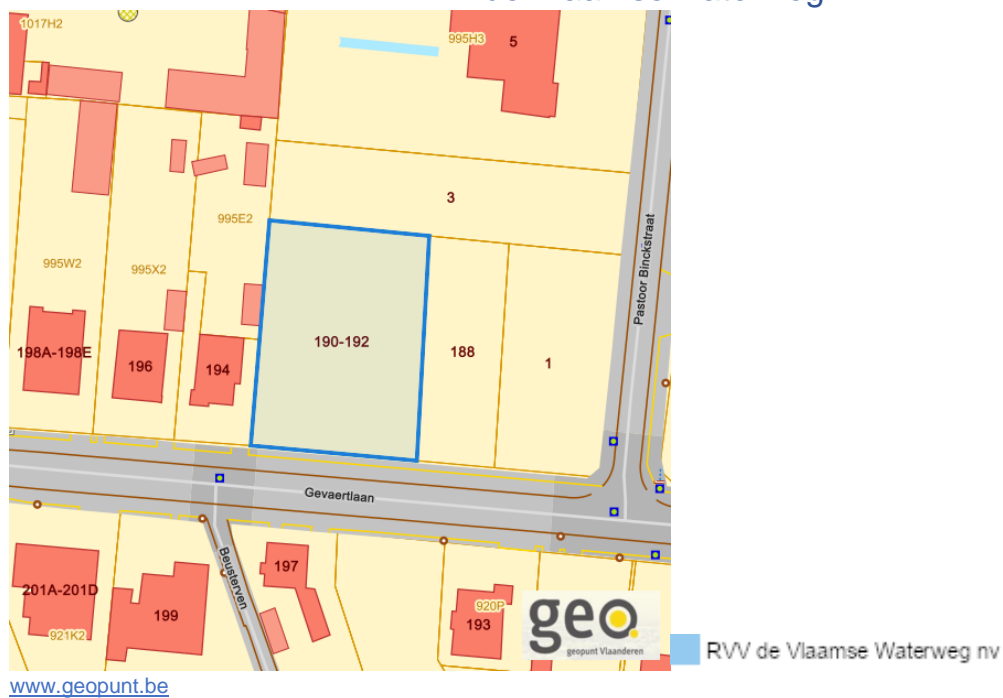 1017H2
995H3
5
3
995E2
Pastoor Binckstraat
995W2
995X2
190-192
198A-198E
196
194
188
1
Gevaertlaan
Beusterven
197
201A-201D
199
920P
193
921K2
geo
geopunt Vlaanderen
RVV de Vlaamse Waterweg nv
www.geopunt.be